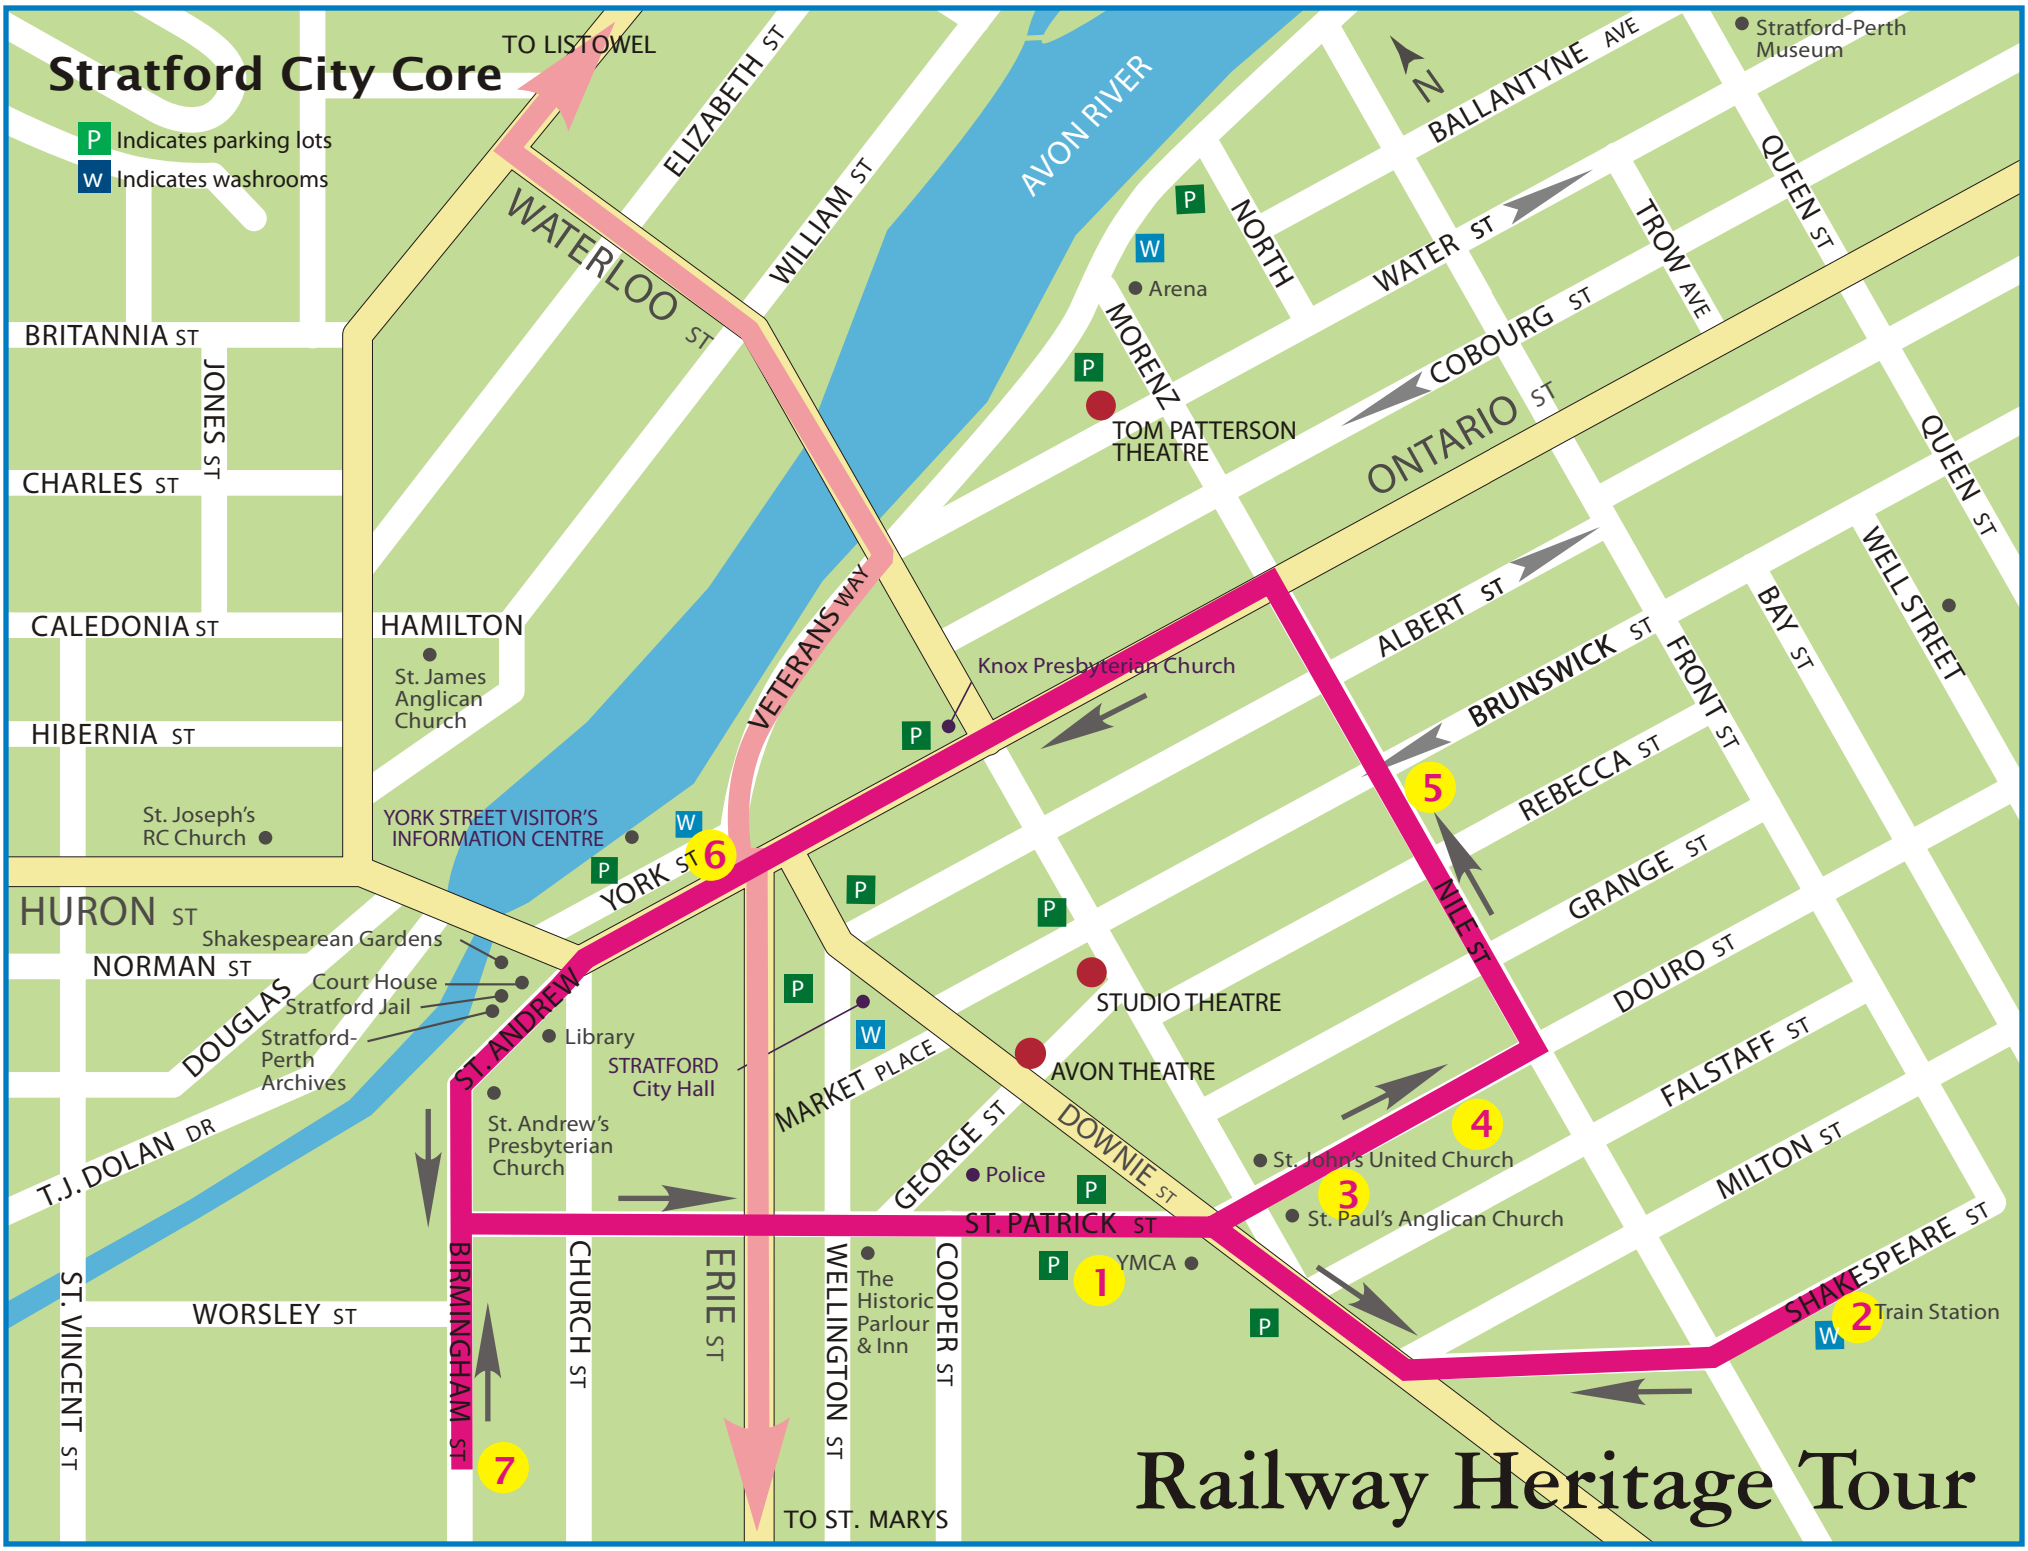 Stratford City Core
P Indicates parking lots
W Indicates washrooms
TO LISTOWEL
ELIZABETH ST
WILLIAM ST
WATERLOO ST
AVON RIVER
N
BALLANTYNE AVE
Stratford-Perth
Museum
QUEEN ST
NORTH
WATER ST
TROW AVE
P
W
Arena
MORENZ
COBOURG ST
P
TOM PATTERSON
THEATRE
ONTARIO ST
QUEEN ST
WELL STREET
BAY ST
ALBERT ST
BRUNSWICK ST
FRONT ST
REBECCA ST
GRANGE ST
DOURO ST
FALSTAFF ST
MILTON ST
SHAKESPEARE ST
BRITANNIA ST
JONES ST
CHARLES ST
CALEDONIA ST
HAMILTON
St. James
Anglican
Church
HIBERNIA ST
St. Joseph's
RC Church
HURON ST
VETERANS WAY
Knox Presbyterian Church
P
YORK STREET VISITOR'S
INFORMATION CENTRE
W
P
YORK ST
6
5
NILE ST
P
P
Shakespearean Gardens
NORMAN ST
Court House
Stratford Jail
Stratford-
Perth
Archives
DOUGLAS
ST. ANDREW
Library
P
W
STRATFORD
City Hall
STUDIO THEATRE
AVON THEATRE
MARKET PLACE
GEORGE ST
DOWNIE ST
T.J. DOLAN DR
St. Andrew's
Presbyterian
Church
Police
P
4
St. John's United Church
3
St. Paul's Anglican Church
ST. PATRICK ST
P
1
YMCA
P
2
Train Station
W
ST. VINCENT ST
WORSLEY ST
BIRMINGHAM ST
CHURCH ST
ERIE ST
WELLINGTON ST
The
Historic
Parlour
& Inn
COOPER ST
7
TO ST. MARYS
Railway Heritage Tour